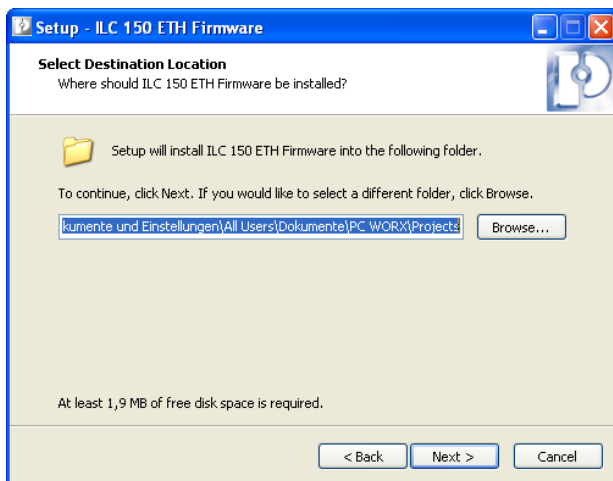 Setup - ILC 150 ETH Firmware
Select Destination Location
Where should ILC 150 ETH Firmware be installed?
Setup will install ILC 150 ETH Firmware into the following folder.
To continue, click Next. If you would like to select a different folder, click Browse.
kumente und Einstellungen\All Users\Dokumente\PC WORX\Projects
Browse...
At least 1,9 MB of free disk space is required.
< Back
Next >
Cancel